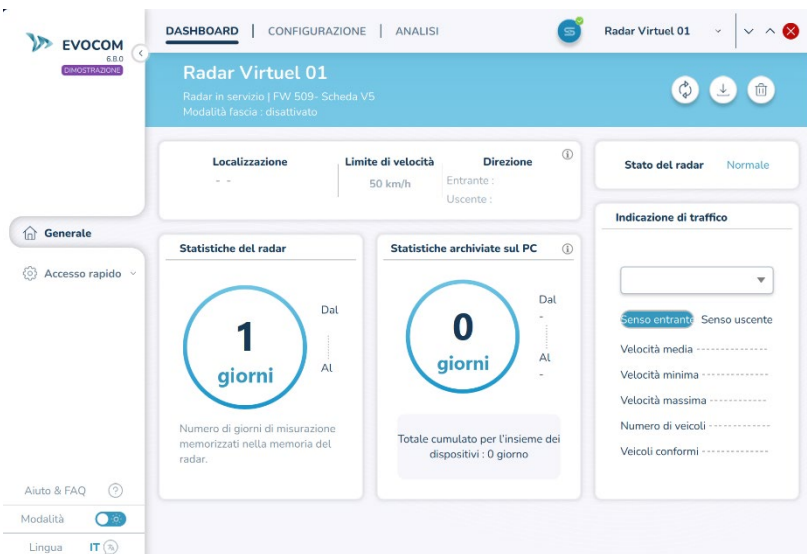 EVOCOM
6.8.0
DIMOSTRAZIONE
DASHBOARD | CONFIGURAZIONE | ANALISI
Radar Virtuel 01
Radar Virtuel 01
Radar in servizio | FW 509- Scheda V5
Modalità fascia : disattivato
Localizzazione
- -
Limite di velocità
50 km/h
Direzione
Entrante :
Uscente :
Stato del radar Normale
Generale
Accesso rapido
Statistiche del radar
1
giorni
Dal
Al
Numero di giorni di misurazione
memorizzati nella memoria del
radar.
Statistiche archiviate sul PC
0
giorni
Dal
-
Al
-
Totale cumulato per l'insieme dei
dispositivi : 0 giorno
Indicazione di traffico
Senso entrante Senso uscente
Velocità media
Velocità minima
Velocità massima
Numero di veicoli
Veicoli conformi
Aiuto & FAQ ?
Modalità
Lingua IT